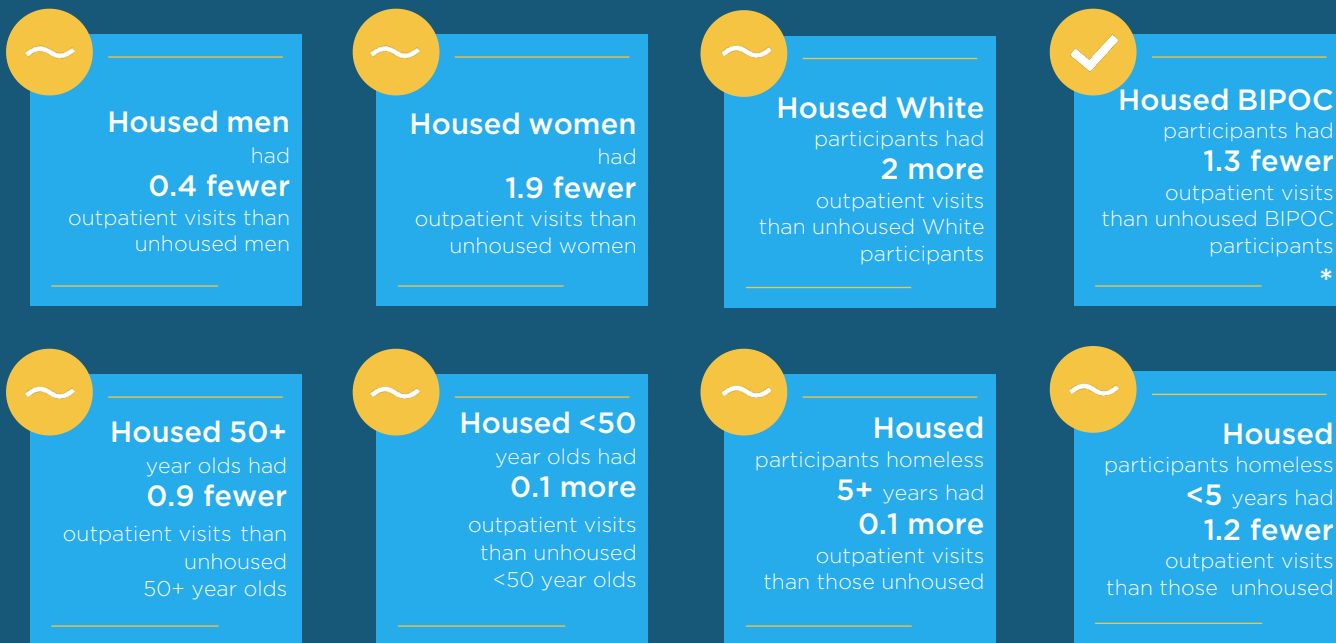 Housed men
had
0.4 fewer
outpatient visits than
unhoused men
Housed women
had
1.9 fewer
outpatient visits than
unhoused women
Housed White
participants had
2 more
outpatient visits
than unhoused White
participants
Housed BIPOC
participants had
1.3 fewer
outpatient visits
than unhoused BIPOC
participants
*
Housed 50+
year olds had
0.9 fewer
outpatient visits than
unhoused
50+ year olds
Housed <50
year olds had
0.1 more
outpatient visits
than unhoused
<50 year olds
Housed
participants homeless
5+ years had
0.1 more
outpatient visits
than those unhoused
Housed
participants homeless
<5 years had
1.2 fewer
outpatient visits
than those unhoused